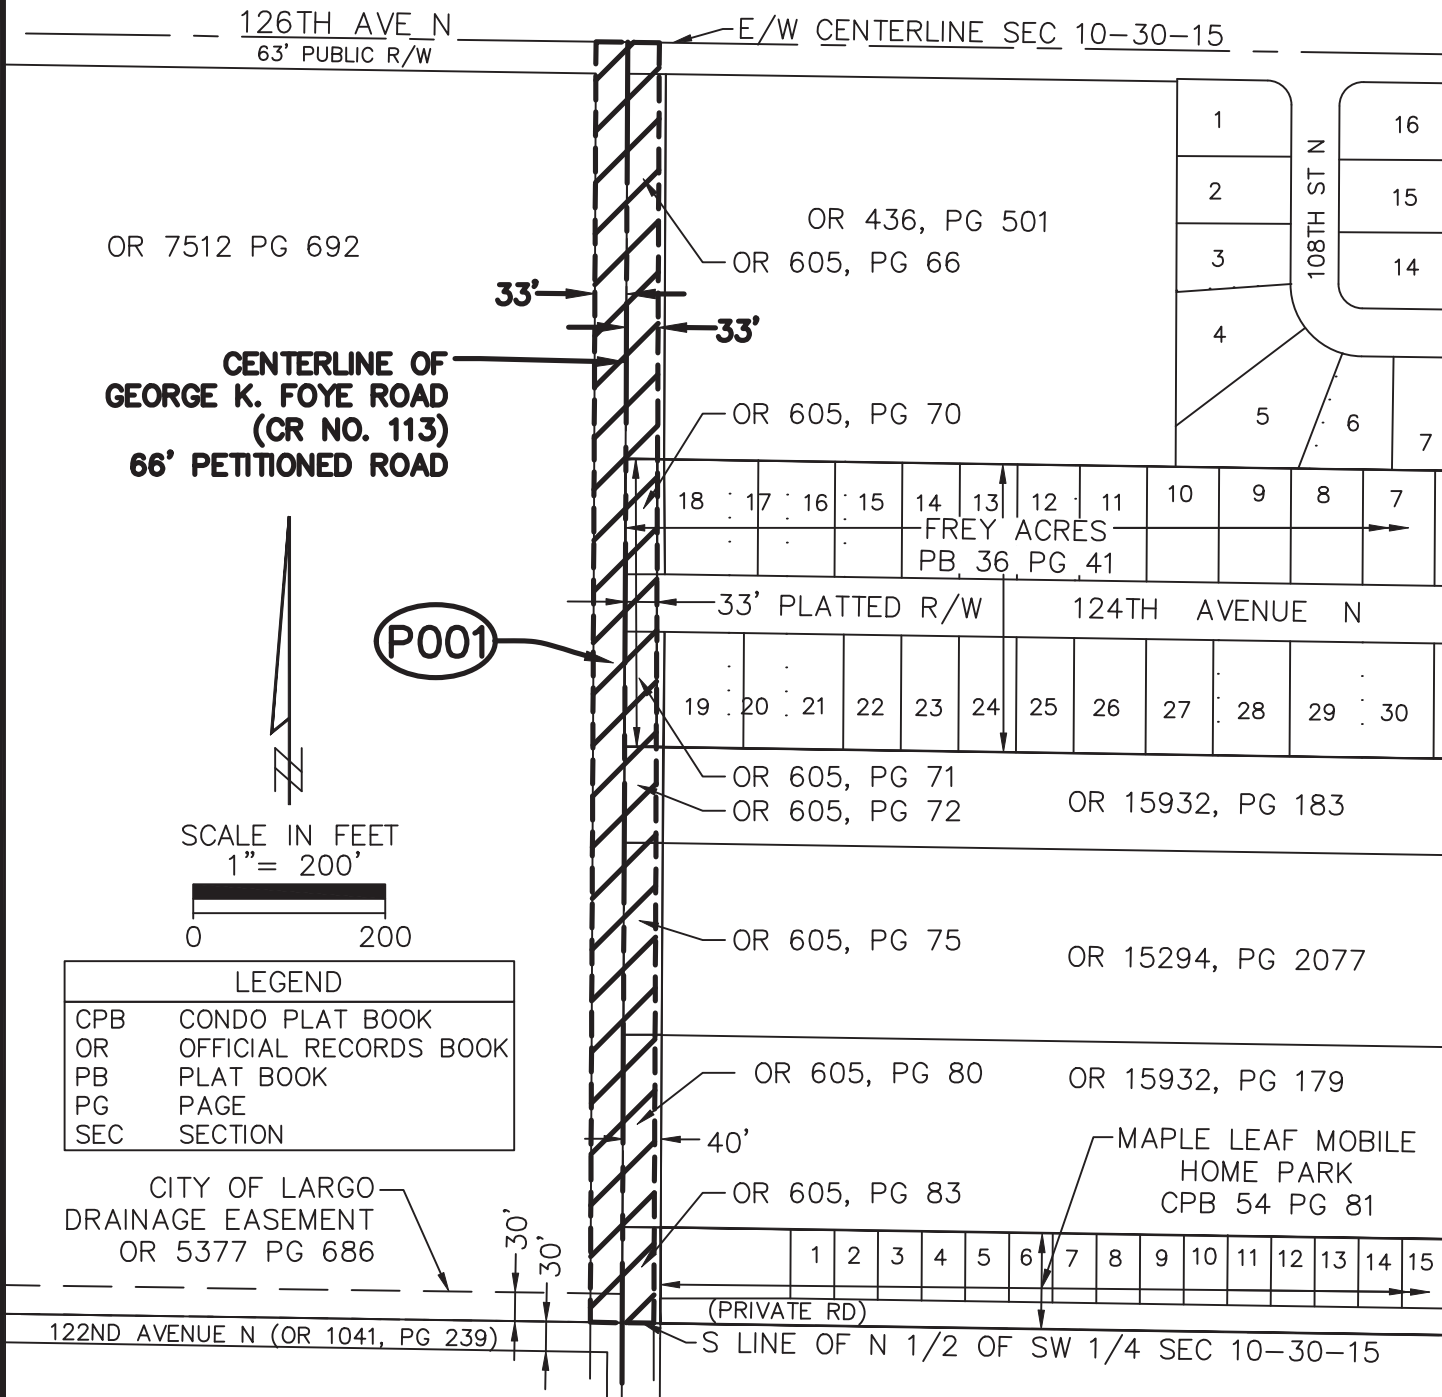 126TH AVE N
63' PUBLIC R/W
E/W CENTERLINE SEC 10-30-15
1
2
3
4
5
6
7
16
15
14
108TH ST N
OR 7512 PG 692
OR 436, PG 501
OR 605, PG 66
33'
33'
CENTERLINE OF
GEORGE K. FOYE ROAD
(CR NO. 113)
66' PETITIONED ROAD
OR 605, PG 70
18 17 16 15 14 13 12 11 10 9 8 7
FREY ACRES
PB 36 PG 41
33' PLATTED R/W
124TH AVENUE N
P001
19 20 21 22 23 24 25 26 27 28 29 30
OR 605, PG 71
OR 605, PG 72
OR 15932, PG 183
N
SCALE IN FEET
1"= 200'
0 200
OR 605, PG 75
OR 15294, PG 2077
LEGEND
CPB CONDO PLAT BOOK
OR OFFICIAL RECORDS BOOK
PB PLAT BOOK
PG PAGE
SEC SECTION
OR 605, PG 80
OR 15932, PG 179
40'
MAPLE LEAF MOBILE
HOME PARK
CPB 54 PG 81
OR 605, PG 83
CITY OF LARGO
DRAINAGE EASEMENT
OR 5377 PG 686
30'
30'
1 2 3 4 5 6 7 8 9 10 11 12 13 14 15
(PRIVATE RD)
122ND AVENUE N (OR 1041, PG 239)
S LINE OF N 1/2 OF SW 1/4 SEC 10-30-15